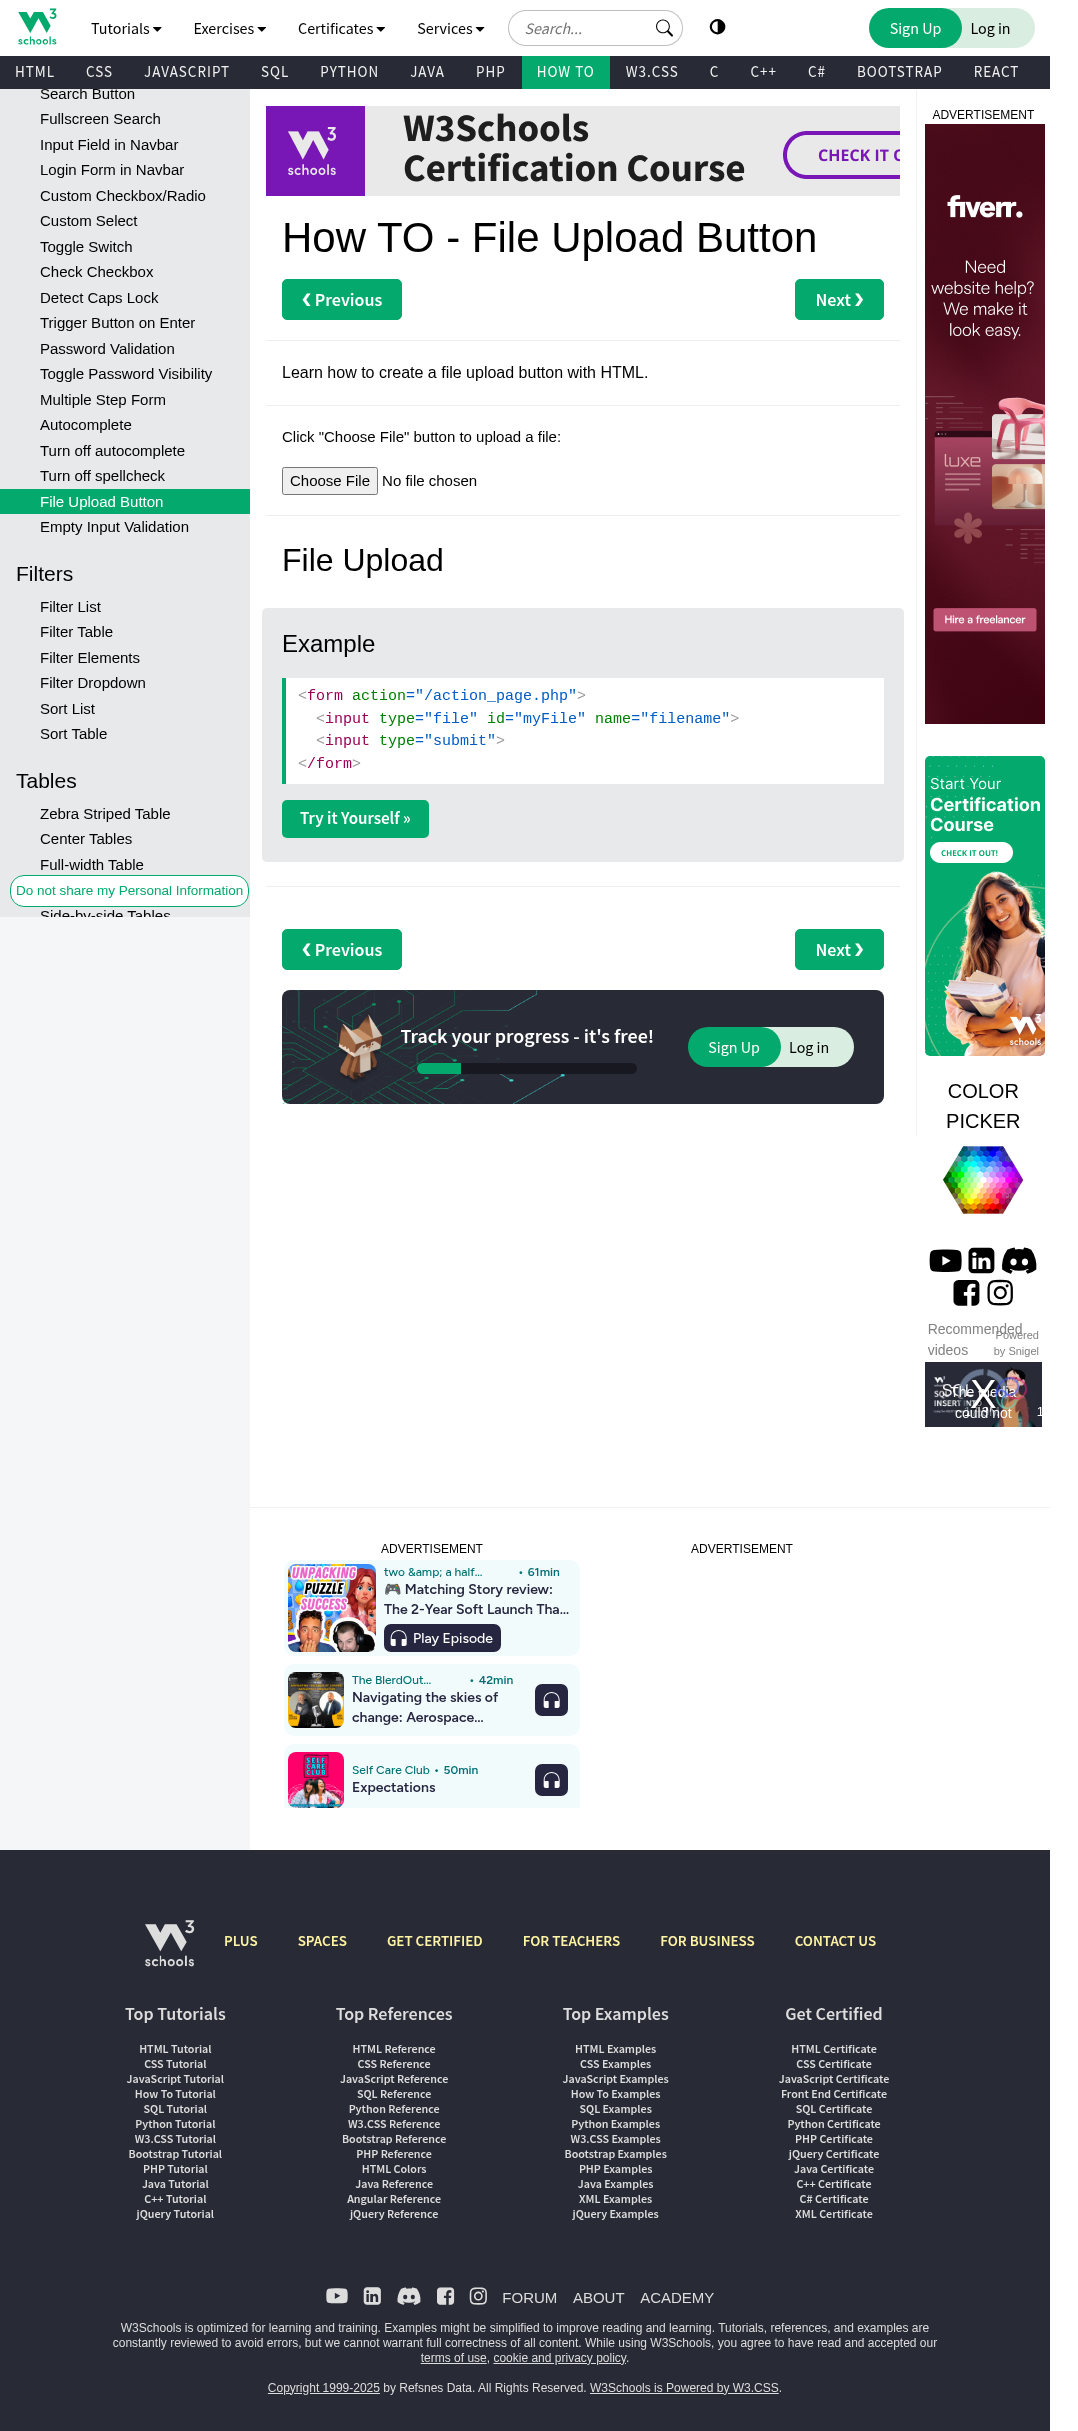 3
schools
Tutorials
Exercises
Certificates
Services
Search...
Sign Up
Log in
HTML
CSS
JAVASCRIPT
SQL
PYTHON
JAVA
PHP
HOW TO
W3.CSS
C
C++
C#
BOOTSTRAP
REACT
Search Button
Fullscreen Search
Input Field in Navbar
Login Form in Navbar
Custom Checkbox/Radio
Custom Select
Toggle Switch
Check Checkbox
Detect Caps Lock
Trigger Button on Enter
Password Validation
Toggle Password Visibility
Multiple Step Form
Autocomplete
Turn off autocomplete
Turn off spellcheck
File Upload Button
Empty Input Validation
Filters
Filter List
Filter Table
Filter Elements
Filter Dropdown
Sort List
Sort Table
Tables
Zebra Striped Table
Center Tables
Full-width Table
Do not share my Personal Information
Side-by-side Tables
3
schools
W3Schools
Certification Course
CHECK IT
How TO - File Upload Button
❮ Previous
Next ❯
Learn how to create a file upload button with HTML.
Click "Choose File" button to upload a file:
Choose File No file chosen
File Upload
Example
<form action="/action_page.php">
<input type="file" id="myFile" name="filename">
<input type="submit">
</form>
Try it Yourself »
❮ Previous
Next ❯
Track your progress - it's free!
Sign Up
Log in
ADVERTISEMENT
fiverr.
Need
website help?
We make it
look easy.
luxe
Hire a freelancer
Start Your
Certification
Course
CHECK IT OUT!
3
schools
COLOR
PICKER
Recommended
videos
Powered
by Snigel
The media
could not
INSERT INTO
ADVERTISEMENT
UNPACKING
PUZZLE
SUCCESS
two &amp; a half... • 61min
🎮 Matching Story review:
The 2-Year Soft Launch Tha...
Play Episode
The BlerdOut... • 42min
Navigating the skies of
change: Aerospace...
SELF
CARE
CLUB
Self Care Club • 50min
Expectations
ADVERTISEMENT
3
schools
PLUS
SPACES
GET CERTIFIED
FOR TEACHERS
FOR BUSINESS
CONTACT US
Top Tutorials
HTML Tutorial
CSS Tutorial
JavaScript Tutorial
How To Tutorial
SQL Tutorial
Python Tutorial
W3.CSS Tutorial
Bootstrap Tutorial
PHP Tutorial
Java Tutorial
C++ Tutorial
jQuery Tutorial
Top References
HTML Reference
CSS Reference
JavaScript Reference
SQL Reference
Python Reference
W3.CSS Reference
Bootstrap Reference
PHP Reference
HTML Colors
Java Reference
Angular Reference
jQuery Reference
Top Examples
HTML Examples
CSS Examples
JavaScript Examples
How To Examples
SQL Examples
Python Examples
W3.CSS Examples
Bootstrap Examples
PHP Examples
Java Examples
XML Examples
jQuery Examples
Get Certified
HTML Certificate
CSS Certificate
JavaScript Certificate
Front End Certificate
SQL Certificate
Python Certificate
PHP Certificate
jQuery Certificate
Java Certificate
C++ Certificate
C# Certificate
XML Certificate
FORUM
ABOUT
ACADEMY
W3Schools is optimized for learning and training. Examples might be simplified to improve reading and learning. Tutorials, references, and examples are
constantly reviewed to avoid errors, but we cannot warrant full correctness of all content. While using W3Schools, you agree to have read and accepted our
terms of use, cookie and privacy policy.
Copyright 1999-2025 by Refsnes Data. All Rights Reserved. W3Schools is Powered by W3.CSS.